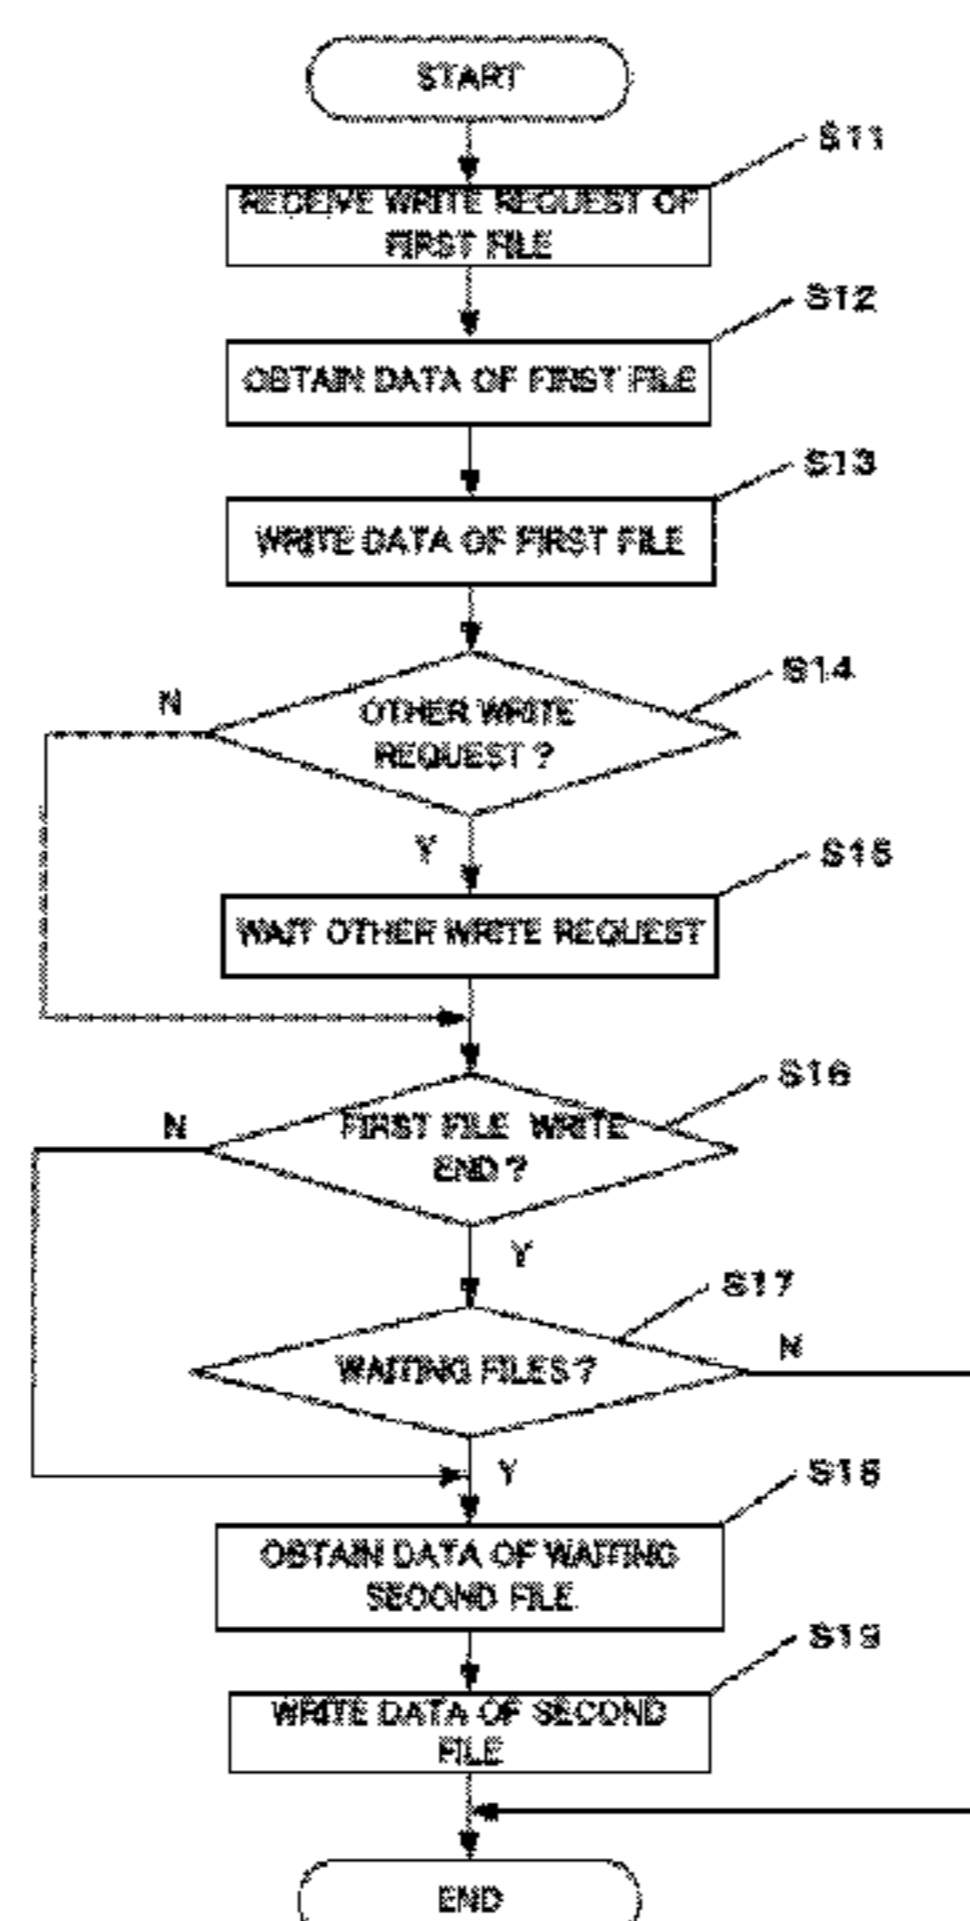 START
S11
RECEIVE WRITE REQUEST OF
FIRST FILE
S12
OBTAIN DATA OF FIRST FILE
S13
WRITE DATA OF FIRST FILE
S14
N
OTHER WRITE
REQUEST ?
Y
S15
WAIT OTHER WRITE REQUEST
S16
N
FIRST FILE WRITE
END ?
Y
S17
N
WAITING FILES ?
Y
S18
OBTAIN DATA OF WAITING
SECOND FILE
S19
WRITE DATA OF SECOND
FILE
END